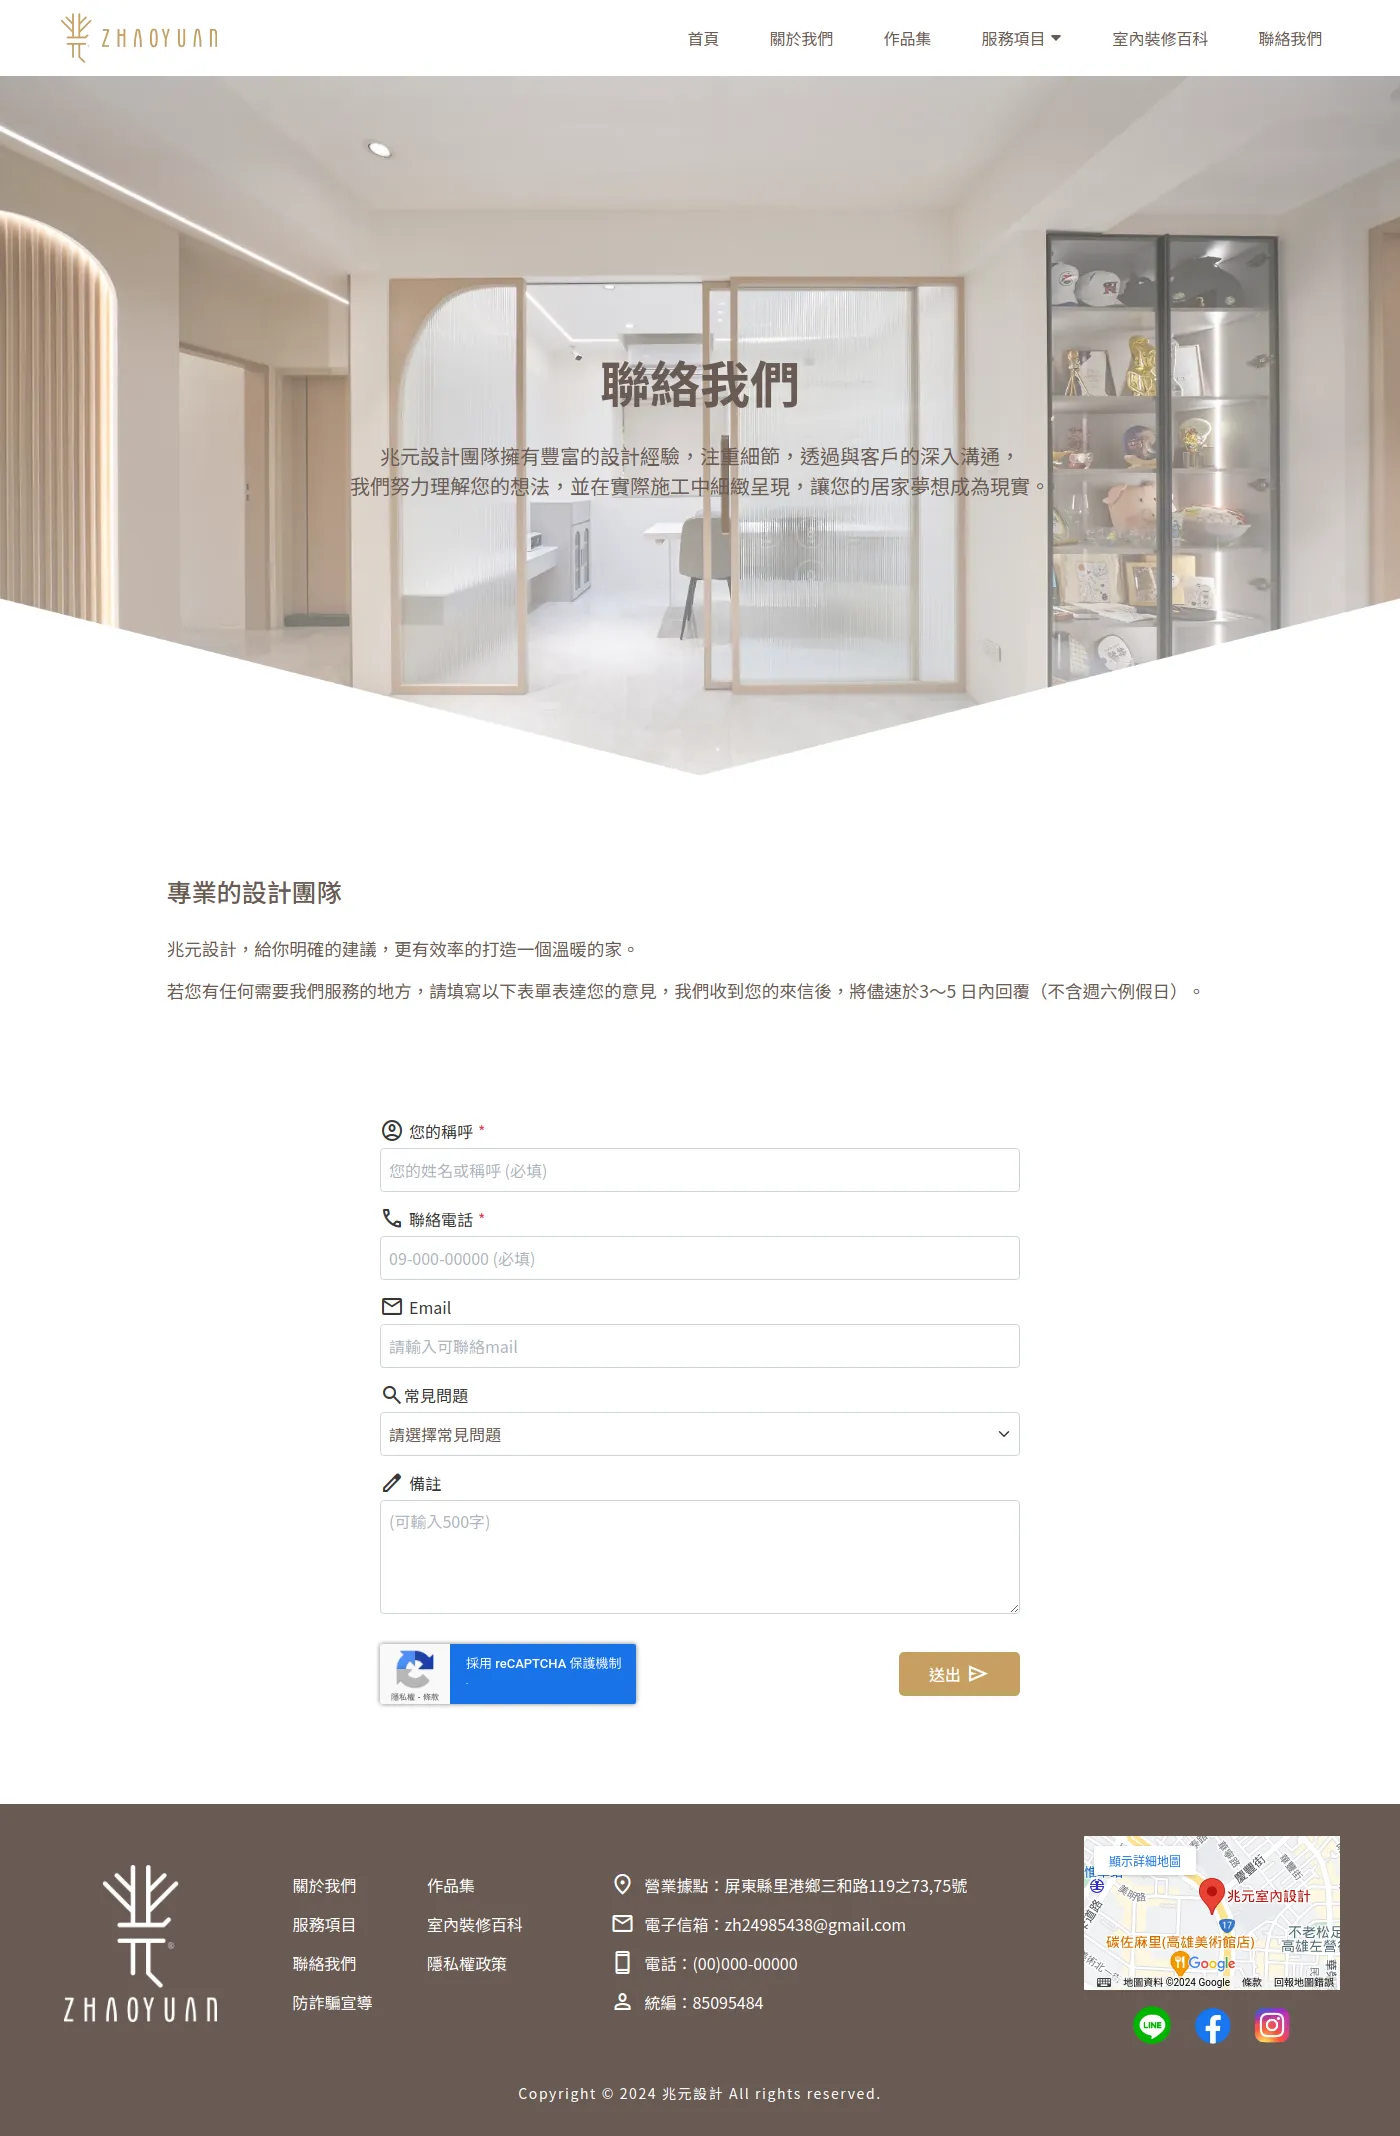 ZHAOYUAN
首頁
關於我們
作品集
服務項目
室內裝修百科
聯絡我們
聯絡我們
兆元設計團隊擁有豐富的設計經驗，注重細節，透過與客戶的深入溝通，
我們努力理解您的想法，並在實際施工中細緻呈現，讓您的居家夢想成為現實。
專業的設計團隊
兆元設計，給你明確的建議，更有效率的打造一個溫暖的家。
若您有任何需要我們服務的地方，請填寫以下表單表達您的意見，我們收到您的來信後，將儘速於3～5 日內回覆（不含週六例假日）。
您的稱呼 *
您的姓名或稱呼 (必填)
聯絡電話 *
09-000-00000 (必填)
Email
請輸入可聯絡mail
常見問題
請選擇常見問題
備註
(可輸入500字)
採用 reCAPTCHA 保護機制
隱私權 - 條款
送出
ZHAOYUAN
®
關於我們
服務項目
聯絡我們
防詐騙宣導
作品集
室內裝修百科
隱私權政策
營業據點：屏東縣里港鄉三和路119之73,75號
電子信箱：zh24985438@gmail.com
電話：(00)000-00000
統編：85095484
顯示詳細地圖
慶豐街
華豐街
華寧路
美明路
兆元室內設計
17
不老松足
高雄左營
碳佐麻里(高雄美術館店)
Google
地圖資料 ©2024 Google
條款
回報地圖錯誤
LINE
Copyright © 2024 兆元設計 All rights reserved.